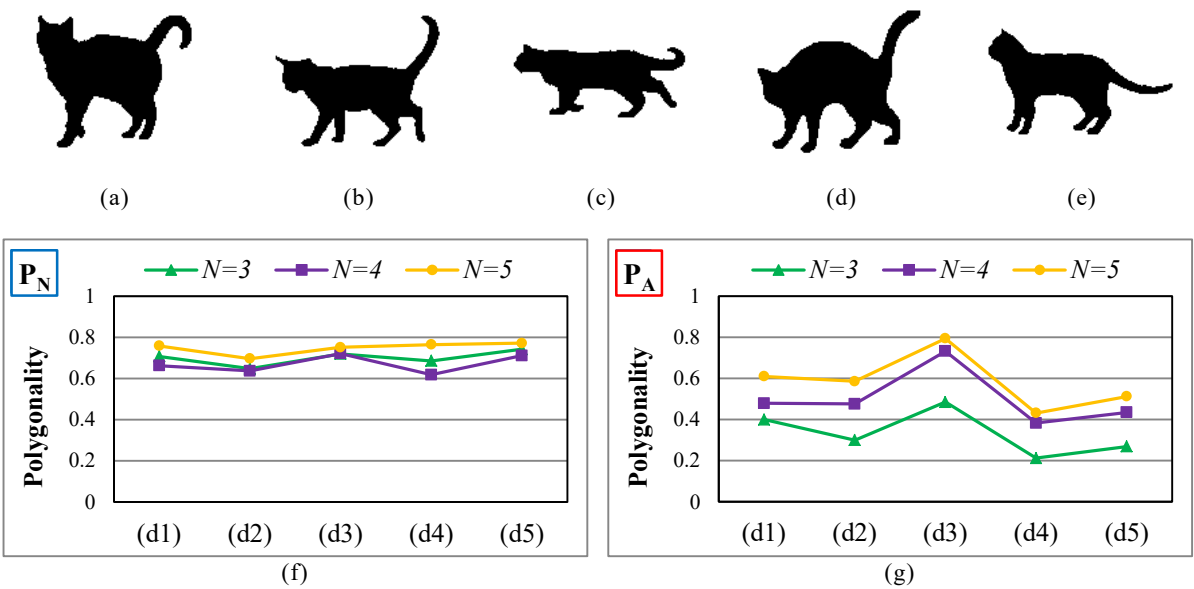 (a) (b) (c) (d) (e)
P_N
N=3 N=4 N=5
Polygonality
1
0.8
0.6
0.4
0.2
0
(d1) (d2) (d3) (d4) (d5)
(f)
P_A
N=3 N=4 N=5
Polygonality
1
0.8
0.6
0.4
0.2
0
(d1) (d2) (d3) (d4) (d5)
(g)